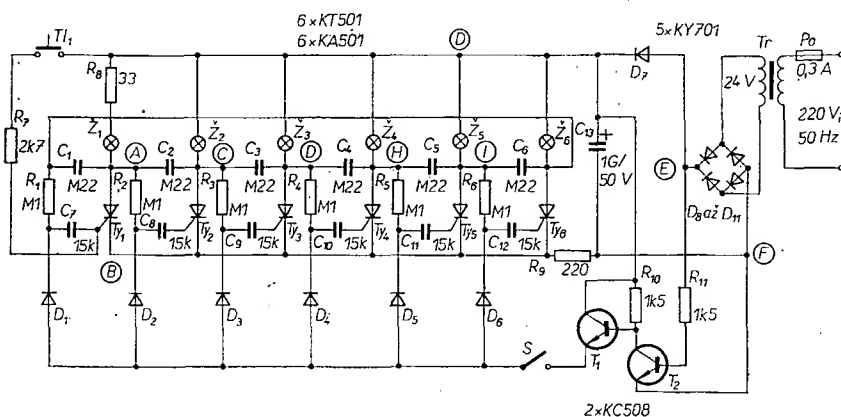 6×KT501
6×KA501
5×KY701
Tl₁
D
Tr
Po
0,3 A
24 V
220 V,
50 Hz
R₈
33
D₇
R₇
2k7
Ž₁
Ž₂
Ž₃
Ž₄
Ž₅
Ž₆
C₁₃
+
1G/
50 V
C₁
A
C₂
C
C₃
D
C₄
H
C₅
I
C₆
M22
M22
M22
M22
M22
M22
E
R₁
R₂
R₃
R₄
R₅
R₆
M1
M1
M1
M1
M1
M1
D₈ až D₁₁
C₇
C₈
C₉
C₁₀
C₁₁
C₁₂
15k
15k
15k
15k
15k
15k
Ty₁
Ty₂
Ty₃
Ty₄
Ty₅
Ty₆
B
R₉
220
F
R₁₀
1k5
R₁₁
1k5
D₁
D₂
D₃
D₄
D₅
D₆
S
T₁
T₂
2×KC508